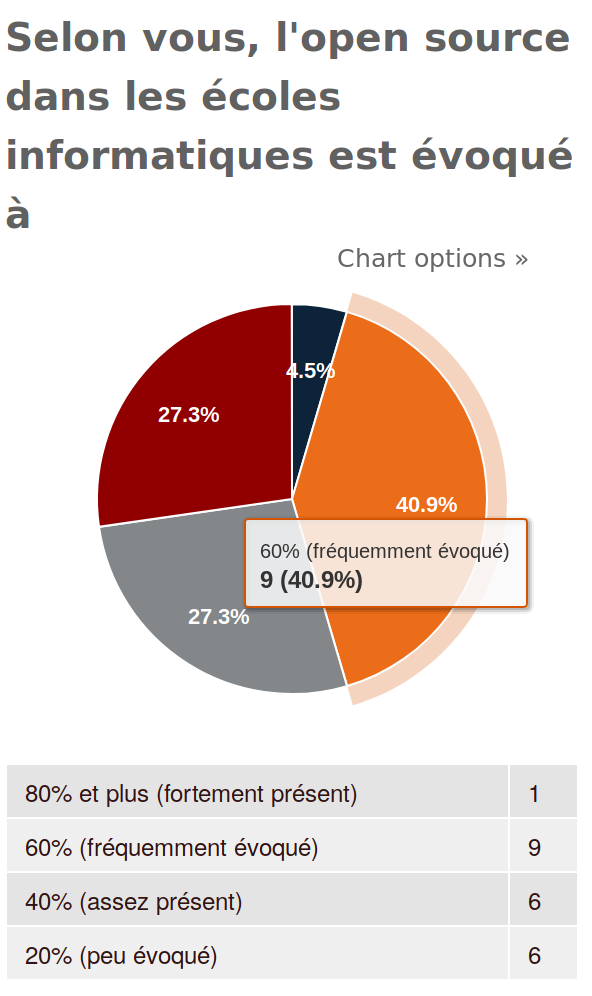 Selon vous, l'open source
dans les écoles
informatiques est évoqué
à
Chart options »
4.5%
27.3%
40.9%
60% (fréquemment évoqué)
9 (40.9%)
27.3%
80% et plus (fortement présent) 1
60% (fréquemment évoqué) 9
40% (assez présent) 6
20% (peu évoqué) 6